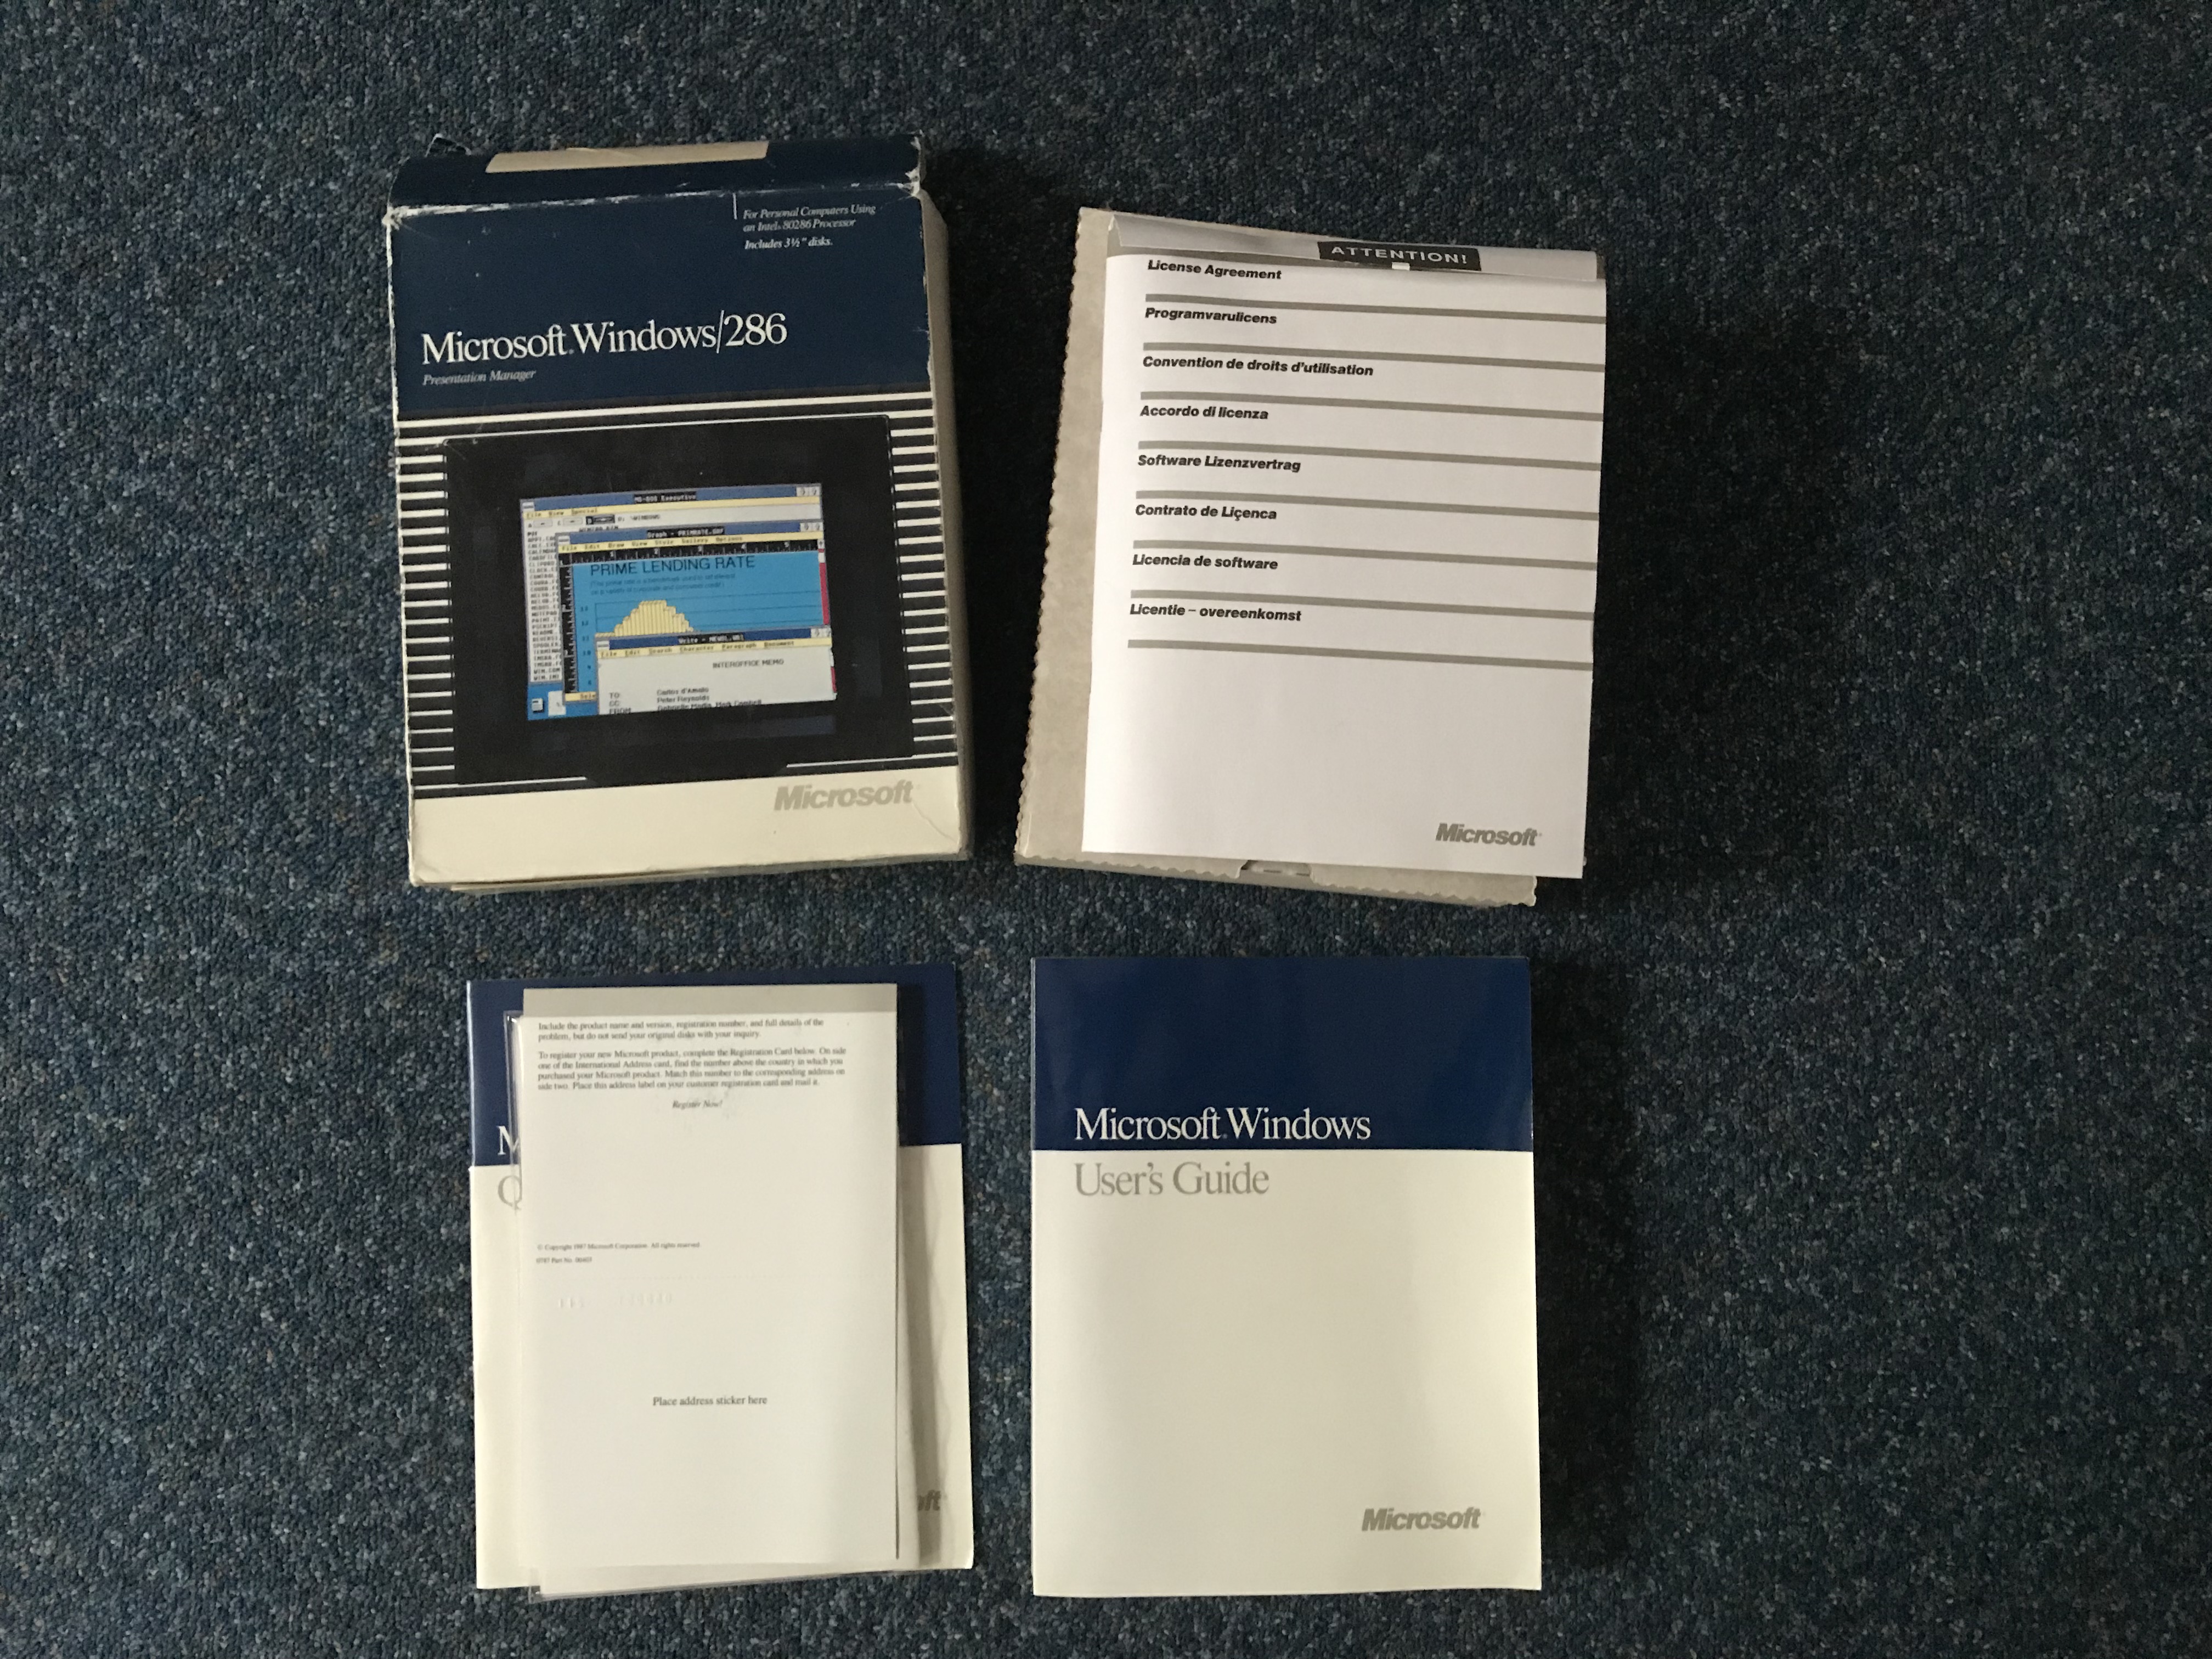 For Personal Computers Using
an Intel® 80286 Processor
Includes 3½" disks.
Microsoft® Windows/286
Presentation Manager
MS-DOS Executive
File View Special
Graph - PRIMRATE.GRF
File Edit Draw View Style Gallery Options
PRIME LENDING RATE
File Edit Search Character Paragraph Document
INTEROFFICE MEMO
TO: Carlos d'Amato
CC: Peter Reynolds
FROM:
Microsoft
ATTENTION!
License Agreement
Programvarulicens
Convention de droits d'utilisation
Accordo di licenza
Software Lizenzvertrag
Contrato de Liçenca
Licencia de software
Licentie – overeenkomst
Microsoft®
M
Q
Include the product name and version, registration number, and full details of the
problem, but do not send your original disks with your inquiry.
To register your new Microsoft product, complete the Registration Card below. On side
one of the International Address card, find the number above the country in which you
purchased your Microsoft product. Match this number to the corresponding address on
side two. Place this address label on your customer registration card and mail it.
Register Now!
© Copyright 1987 Microsoft Corporation. All rights reserved.
Place address sticker here
oft
Microsoft® Windows
User's Guide
Microsoft